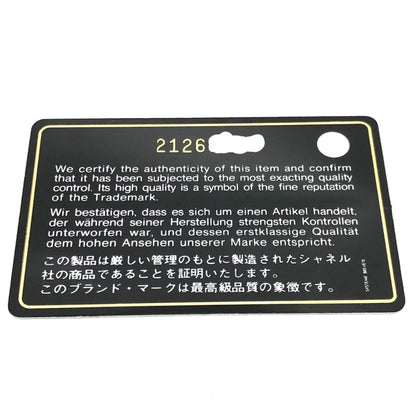 2126
We certify the authenticity of this item and confirm
that it has been subjected to the most exacting quality
control. Its high quality is a symbol of the fine reputation
of the Trademark.
Wir bestätigen, dass es sich um einen Artikel handelt,
der während seiner Herstellung strengsten Kontrollen
unterworfen war, und dessen erstklassige Qualität
dem hohen Ansehen unserer Marke entspricht.
この製品は厳しい管理のもとに製造されたシャネル
社の商品であることを証明いたします。
このブランド・マークは最高級品質の象徴です。